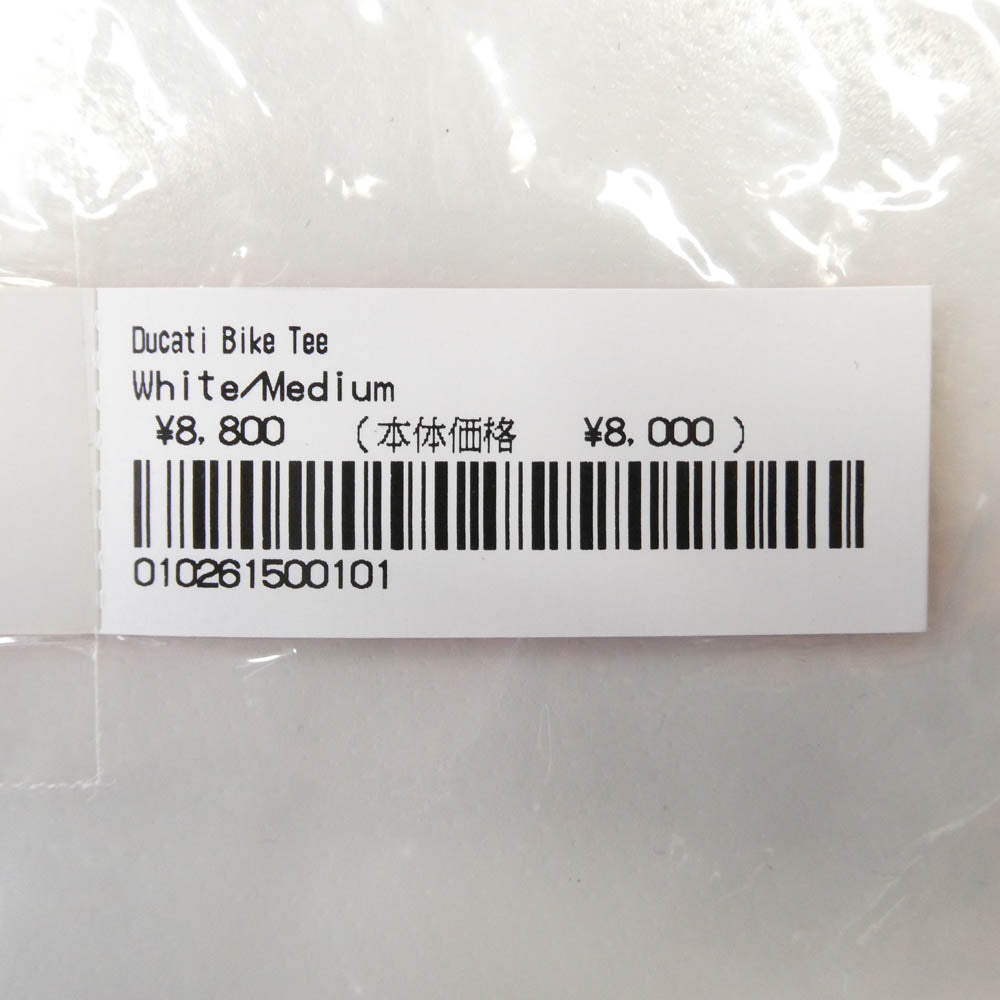 Ducati Bike Tee
White/Medium
¥8,800 (本体価格 ¥8,000)
010261500101